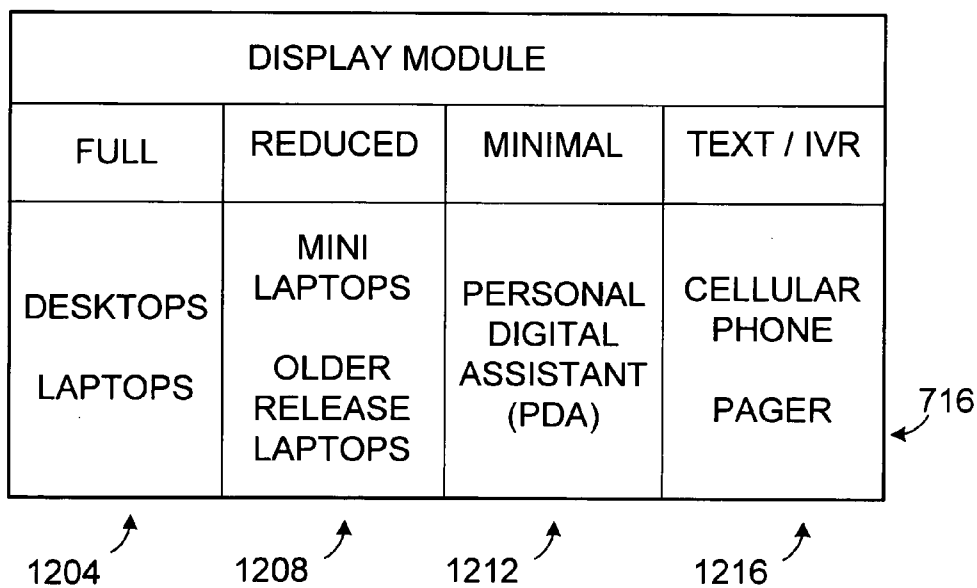 DISPLAY MODULE
FULL
REDUCED
MINIMAL
TEXT / IVR
DESKTOPS
LAPTOPS
MINI
LAPTOPS
OLDER
RELEASE
LAPTOPS
PERSONAL
DIGITAL
ASSISTANT
(PDA)
CELLULAR
PHONE
PAGER
716
1204
1208
1212
1216